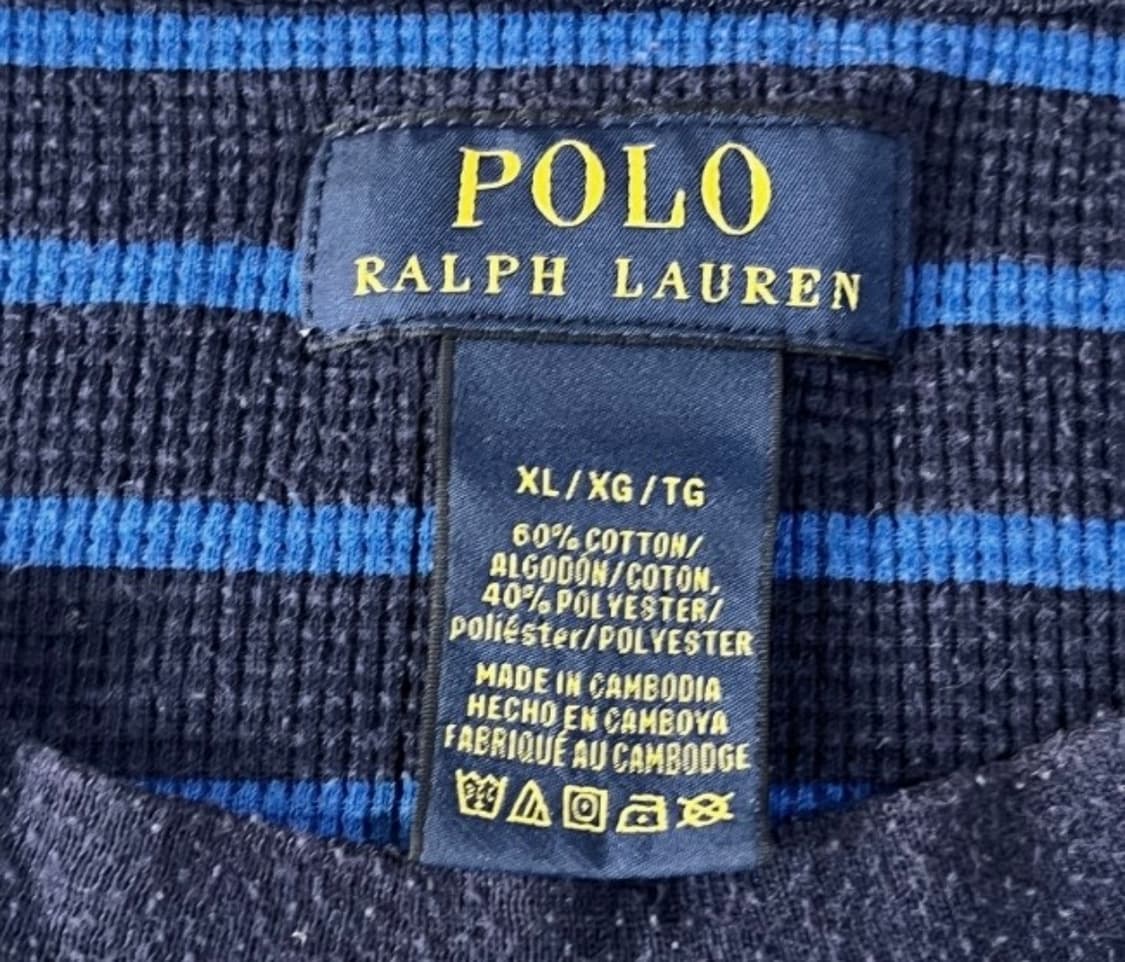 POLO
RALPH LAUREN
XL/XG/TG
60% COTTON/
ALGODÓN/COTON,
40% POLYESTER/
poliéster/POLYESTER
MADE IN CAMBODIA
HECHO EN CAMBOYA
FABRIQUÉ AU CAMBODGE